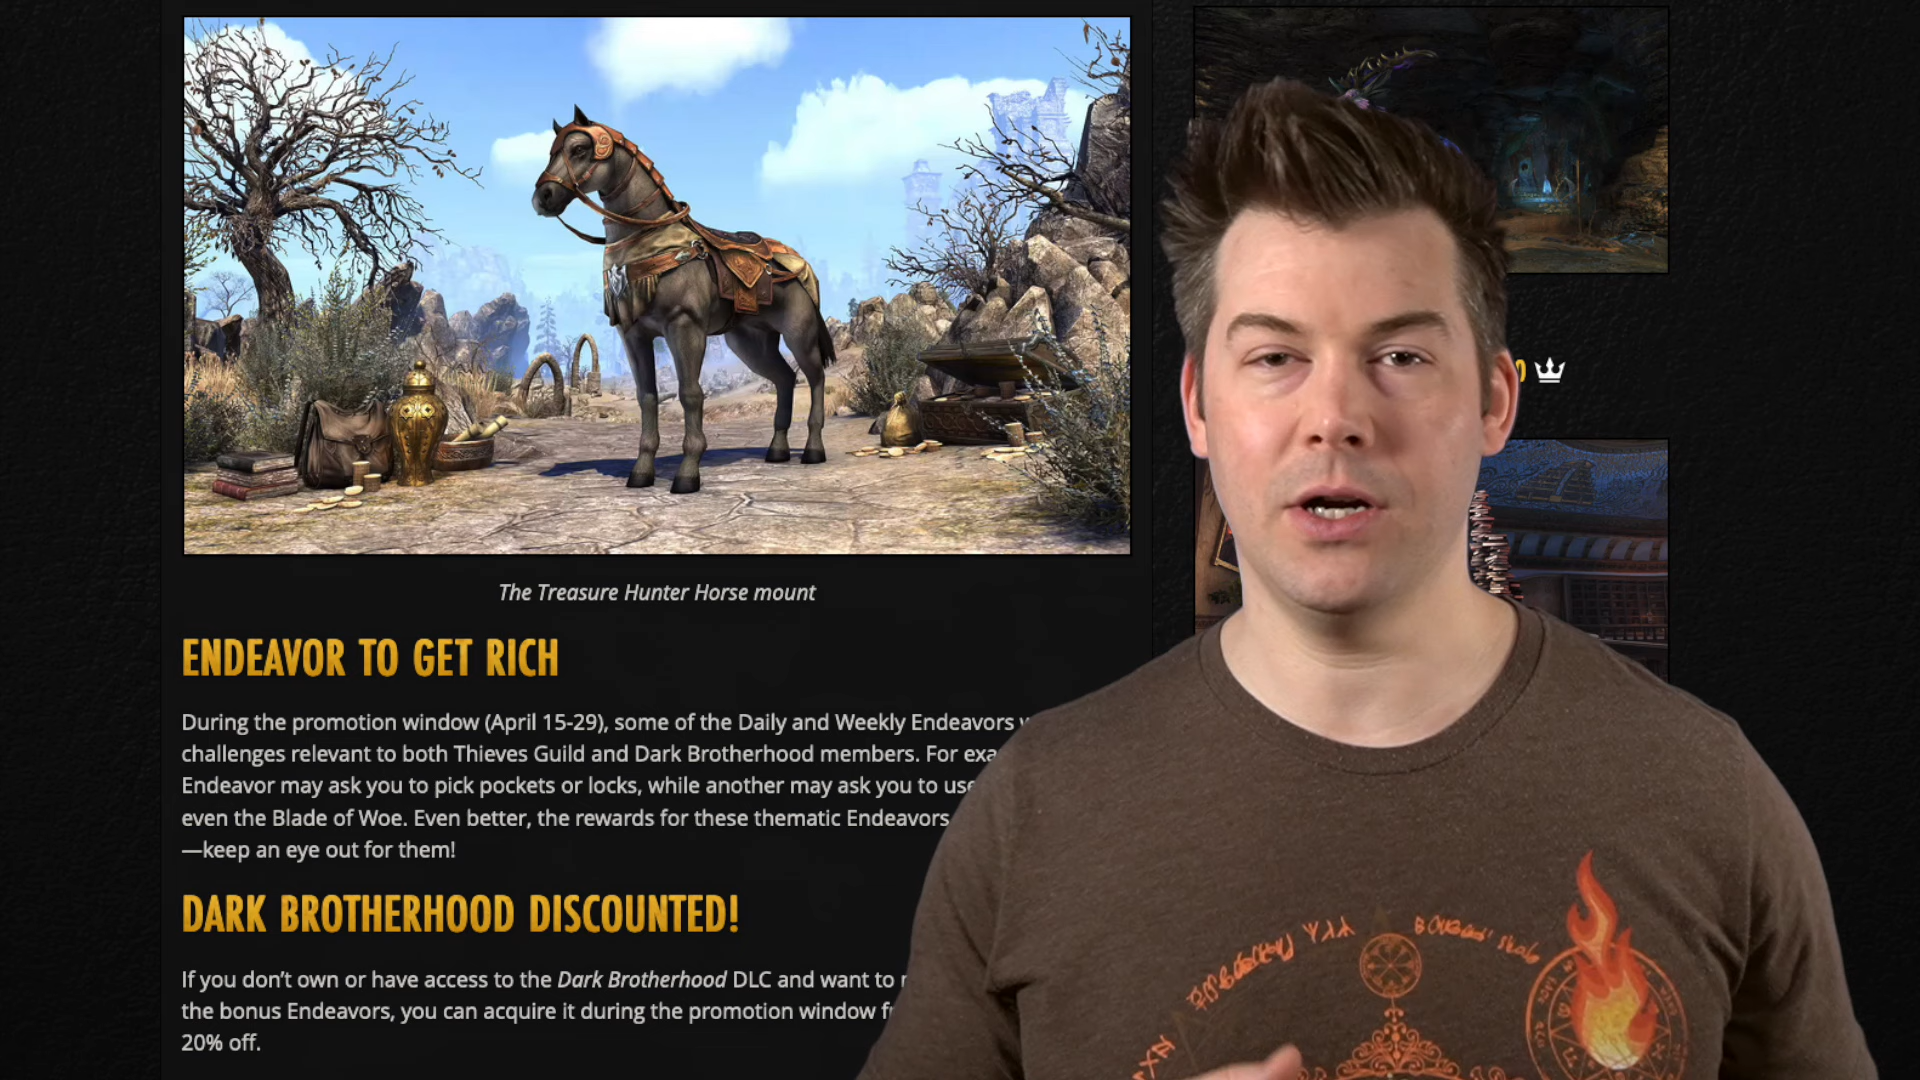 The Treasure Hunter Horse mount
ENDEAVOR TO GET RICH
During the promotion window (April 15-29), some of the Daily and Weekly Endeavors
challenges relevant to both Thieves Guild and Dark Brotherhood members. For
Endeavor may ask you to pick pockets or locks, while another may ask you to
even the Blade of Woe. Even better, the rewards for these thematic Endeavors
—keep an eye out for them!
DARK BROTHERHOOD DISCOUNTED!
If you don't own or have access to the Dark Brotherhood DLC and want to
the bonus Endeavors, you can acquire it during the promotion window
20% off.